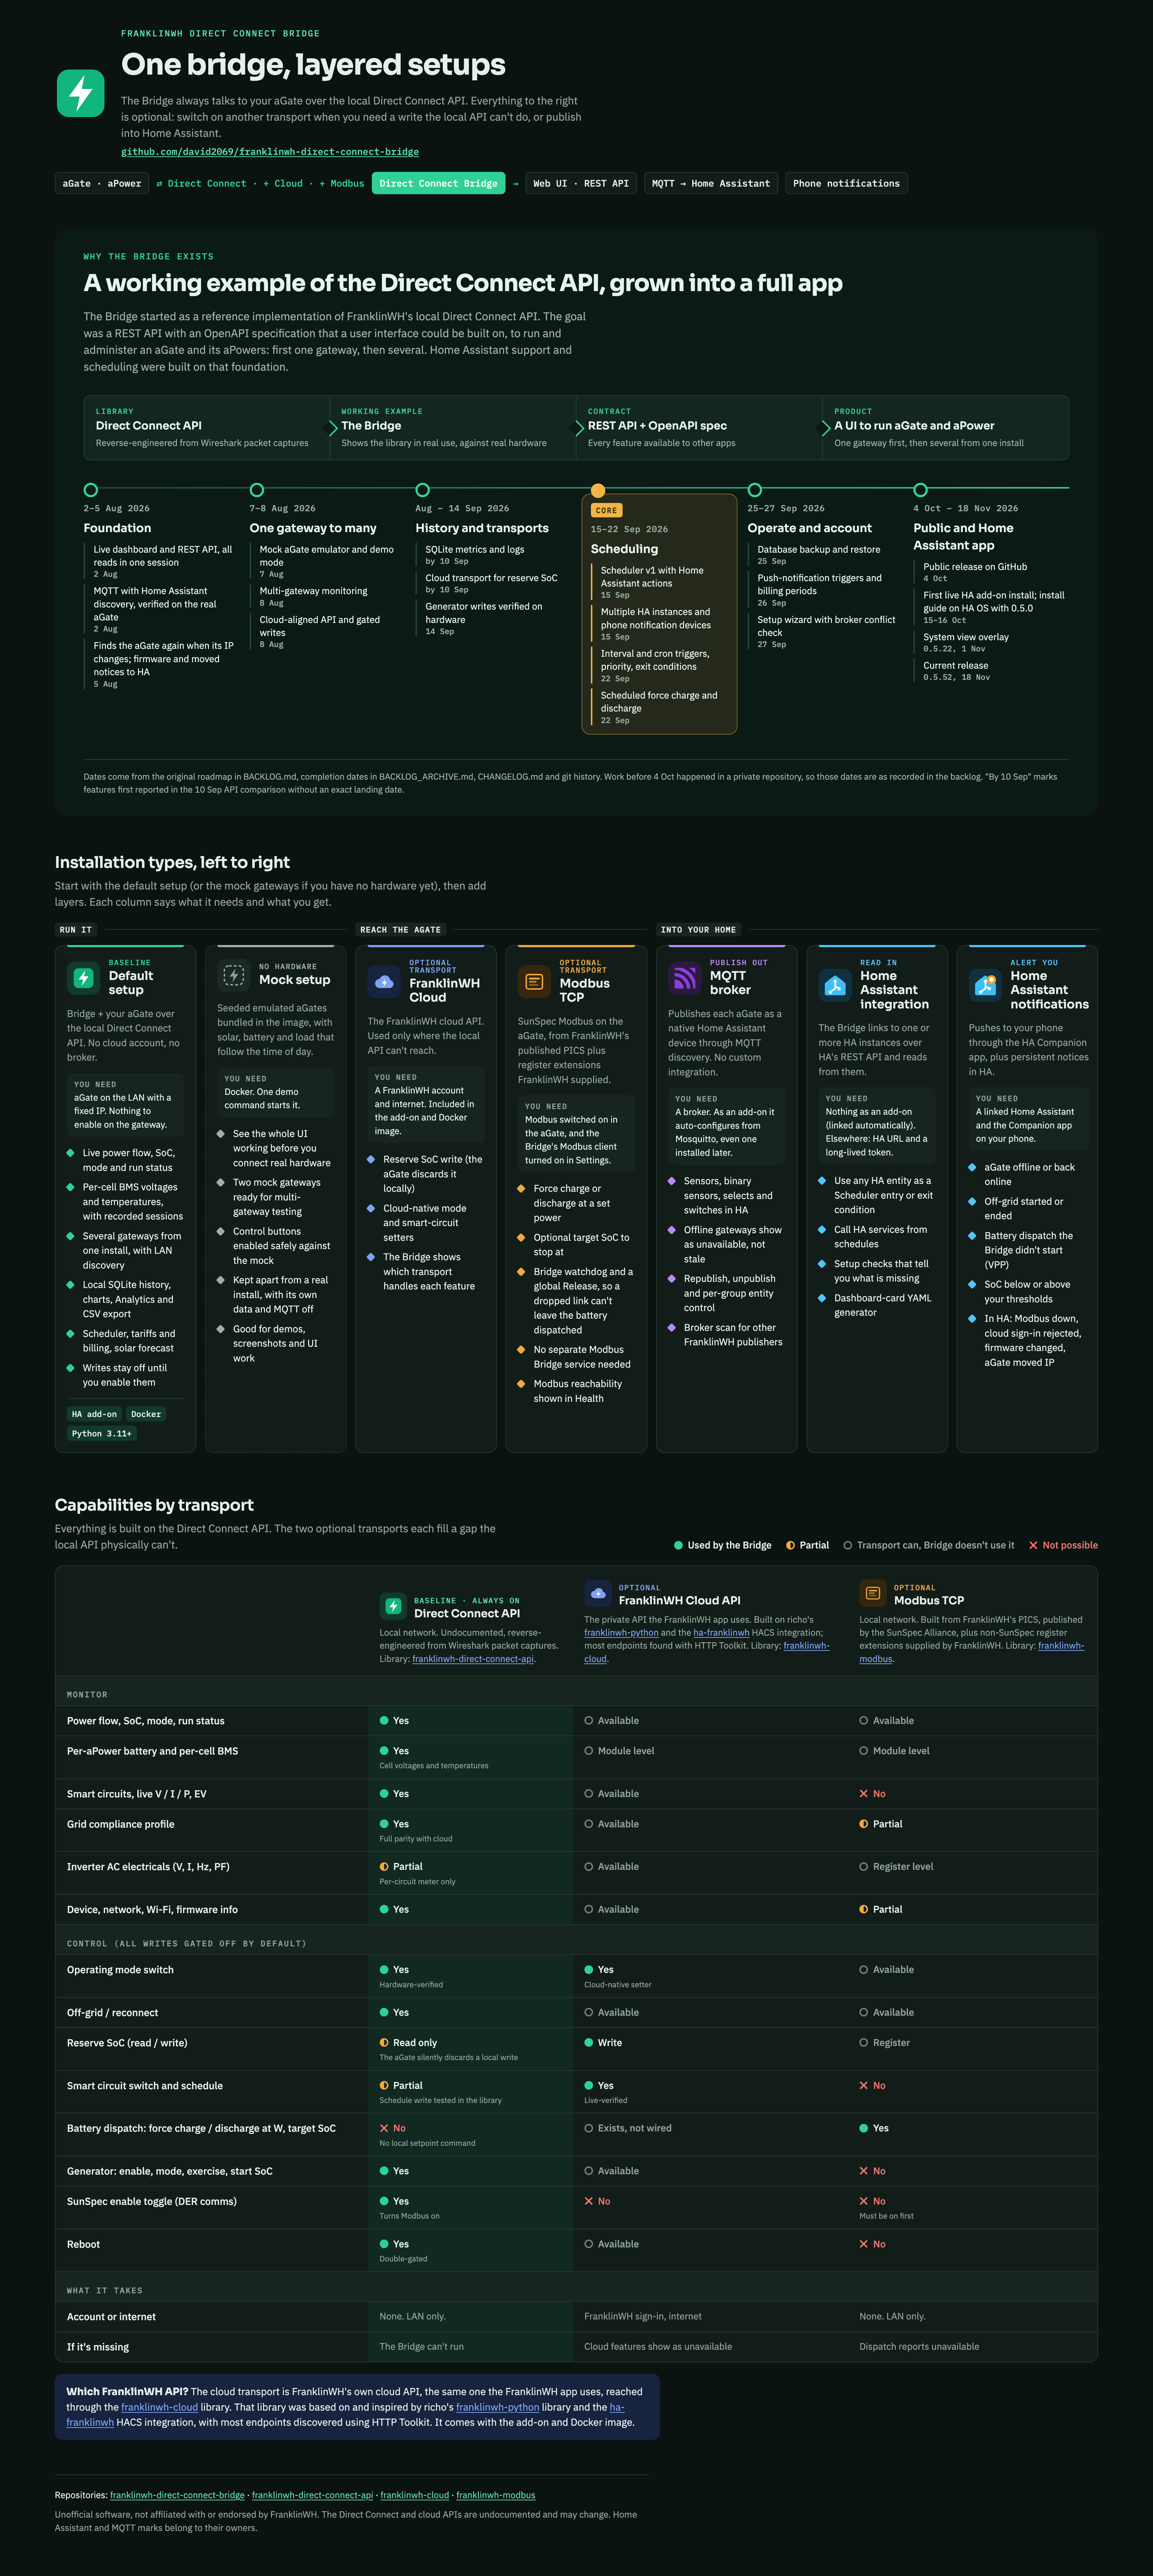 FRANKLINWH DIRECT CONNECT BRIDGE
One bridge, layered setups
The Bridge always talks to your aGate over the local Direct Connect API. Everything to the right
is optional: switch on another transport when you need a write the local API can't do, or publish
into Home Assistant.
github.com/david2069/franklinwh-direct-connect-bridge
aGate · aPower ⇄ Direct Connect · + Cloud · + Modbus Direct Connect Bridge → Web UI · REST API MQTT → Home Assistant Phone notifications
WHY THE BRIDGE EXISTS
A working example of the Direct Connect API, grown into a full app
The Bridge started as a reference implementation of FranklinWH's local Direct Connect API. The goal
was a REST API with an OpenAPI specification that a user interface could be built on, to run and
administer an aGate and its aPowers: first one gateway, then several. Home Assistant support and
scheduling were built on that foundation.
LIBRARY
Direct Connect API
Reverse-engineered from Wireshark packet captures
WORKING EXAMPLE
The Bridge
Shows the library in real use, against real hardware
CONTRACT
REST API + OpenAPI spec
Every feature available to other apps
PRODUCT
A UI to run aGate and aPower
One gateway first, then several from one install
2–5 Aug 2026
Foundation
Live dashboard and REST API, all
reads in one session
2 Aug
MQTT with Home Assistant
discovery, verified on the real
aGate
2 Aug
Finds the aGate again when its IP
changes; firmware and moved
notices to HA
5 Aug
7–8 Aug 2026
One gateway to many
Mock aGate emulator and demo
mode
7 Aug
Multi-gateway monitoring
8 Aug
Cloud-aligned API and gated
writes
8 Aug
Aug – 14 Sep 2026
History and transports
SQLite metrics and logs
by 10 Sep
Cloud transport for reserve SoC
by 10 Sep
Generator writes verified on
hardware
14 Sep
CORE
15–22 Sep 2026
Scheduling
Scheduler v1 with Home
Assistant actions
15 Sep
Multiple HA instances and
phone notification devices
15 Sep
Interval and cron triggers,
priority, exit conditions
22 Sep
Scheduled force charge and
discharge
22 Sep
25–27 Sep 2026
Operate and account
Database backup and restore
25 Sep
Push-notification triggers and
billing periods
26 Sep
Setup wizard with broker conflict
check
27 Sep
4 Oct – 18 Nov 2026
Public and Home
Assistant app
Public release on GitHub
4 Oct
First live HA add-on install; install
guide on HA OS with 0.5.0
15–16 Oct
System view overlay
0.5.22, 1 Nov
Current release
0.5.52, 18 Nov
Dates come from the original roadmap in BACKLOG.md, completion dates in BACKLOG_ARCHIVE.md, CHANGELOG.md and git history. Work before 4 Oct happened in a private repository, so those dates are as recorded in the backlog. "By 10 Sep" marks
features first reported in the 10 Sep API comparison without an exact landing date.
Installation types, left to right
Start with the default setup (or the mock gateways if you have no hardware yet), then add
layers. Each column says what it needs and what you get.
RUN IT
REACH THE AGATE
INTO YOUR HOME
BASELINE
Default
setup
Bridge + your aGate over
the local Direct Connect
API. No cloud account, no
broker.
YOU NEED
aGate on the LAN with a
fixed IP. Nothing to
enable on the gateway.
Live power flow, SoC,
mode and run status
Per-cell BMS voltages
and temperatures,
with recorded sessions
Several gateways from
one install, with LAN
discovery
Local SQLite history,
charts, Analytics and
CSV export
Scheduler, tariffs and
billing, solar forecast
Writes stay off until
you enable them
HA add-on Docker
Python 3.11+
NO HARDWARE
Mock setup
Seeded emulated aGates
bundled in the image, with
solar, battery and load that
follow the time of day.
YOU NEED
Docker. One demo
command starts it.
See the whole UI
working before you
connect real hardware
Two mock gateways
ready for multi-
gateway testing
Control buttons
enabled safely against
the mock
Kept apart from a real
install, with its own
data and MQTT off
Good for demos,
screenshots and UI
work
OPTIONAL
TRANSPORT
FranklinWH
Cloud
The FranklinWH cloud API.
Used only where the local
API can't reach.
YOU NEED
A FranklinWH account
and internet. Included in
the add-on and Docker
image.
Reserve SoC write (the
aGate discards it
locally)
Cloud-native mode
and smart-circuit
setters
The Bridge shows
which transport
handles each feature
OPTIONAL
TRANSPORT
Modbus
TCP
SunSpec Modbus on the
aGate, from FranklinWH's
published PICS plus
register extensions
FranklinWH supplied.
YOU NEED
Modbus switched on in
the aGate, and the
Bridge's Modbus client
turned on in Settings.
Force charge or
discharge at a set
power
Optional target SoC to
stop at
Bridge watchdog and a
global Release, so a
dropped link can't
leave the battery
dispatched
No separate Modbus
Bridge service needed
Modbus reachability
shown in Health
PUBLISH OUT
MQTT
broker
Publishes each aGate as a
native Home Assistant
device through MQTT
discovery. No custom
integration.
YOU NEED
A broker. As an add-on it
auto-configures from
Mosquitto, even one
installed later.
Sensors, binary
sensors, selects and
switches in HA
Offline gateways show
as unavailable, not
stale
Republish, unpublish
and per-group entity
control
Broker scan for other
FranklinWH publishers
READ IN
Home
Assistant
integration
The Bridge links to one or
more HA instances over
HA's REST API and reads
from them.
YOU NEED
Nothing as an add-on
(linked automatically).
Elsewhere: HA URL and a
long-lived token.
Use any HA entity as a
Scheduler entry or exit
condition
Call HA services from
schedules
Setup checks that tell
you what is missing
Dashboard-card YAML
generator
ALERT YOU
Home
Assistant
notifications
Pushes to your phone
through the HA Companion
app, plus persistent notices
in HA.
YOU NEED
A linked Home Assistant
and the Companion app
on your phone.
aGate offline or back
online
Off-grid started or
ended
Battery dispatch the
Bridge didn't start
(VPP)
SoC below or above
your thresholds
In HA: Modbus down,
cloud sign-in rejected,
firmware changed,
aGate moved IP
Capabilities by transport
Everything is built on the Direct Connect API. The two optional transports each fill a gap the
local API physically can't.
Used by the Bridge Partial Transport can, Bridge doesn't use it Not possible
BASELINE · ALWAYS ON
Direct Connect API
Local network. Undocumented, reverse-
engineered from Wireshark packet captures.
Library: franklinwh-direct-connect-api.
OPTIONAL
FranklinWH Cloud API
The private API the FranklinWH app uses. Built on richo's
franklinwh-python and the ha-franklinwh HACS integration;
most endpoints found with HTTP Toolkit. Library: franklinwh-
cloud.
OPTIONAL
Modbus TCP
Local network. Built from FranklinWH's PICS, published
by the SunSpec Alliance, plus non-SunSpec register
extensions supplied by FranklinWH. Library: franklinwh-
modbus.
MONITOR
Power flow, SoC, mode, run status Yes Available Available
Per-aPower battery and per-cell BMS Yes Module level Module level
Cell voltages and temperatures
Smart circuits, live V / I / P, EV Yes Available No
Grid compliance profile Yes Available Partial
Full parity with cloud
Inverter AC electricals (V, I, Hz, PF) Partial Available Register level
Per-circuit meter only
Device, network, Wi-Fi, firmware info Yes Available Partial
CONTROL (ALL WRITES GATED OFF BY DEFAULT)
Operating mode switch Yes Yes Available
Hardware-verified Cloud-native setter
Off-grid / reconnect Yes Available Available
Reserve SoC (read / write) Read only Write Register
The aGate silently discards a local write
Smart circuit switch and schedule Partial Yes No
Schedule write tested in the library Live-verified
Battery dispatch: force charge / discharge at W, target SoC No Exists, not wired Yes
No local setpoint command
Generator: enable, mode, exercise, start SoC Yes Available No
SunSpec enable toggle (DER comms) Yes No No
Turns Modbus on Must be on first
Reboot Yes Available No
Double-gated
WHAT IT TAKES
Account or internet None. LAN only. FranklinWH sign-in, internet None. LAN only.
If it's missing The Bridge can't run Cloud features show as unavailable Dispatch reports unavailable
Which FranklinWH API? The cloud transport is FranklinWH's own cloud API, the same one the FranklinWH app uses, reached
through the franklinwh-cloud library. That library was based on and inspired by richo's franklinwh-python library and the ha-
franklinwh HACS integration, with most endpoints discovered using HTTP Toolkit. It comes with the add-on and Docker image.
Repositories: franklinwh-direct-connect-bridge · franklinwh-direct-connect-api · franklinwh-cloud · franklinwh-modbus
Unofficial software, not affiliated with or endorsed by FranklinWH. The Direct Connect and cloud APIs are undocumented and may change. Home
Assistant and MQTT marks belong to their owners.